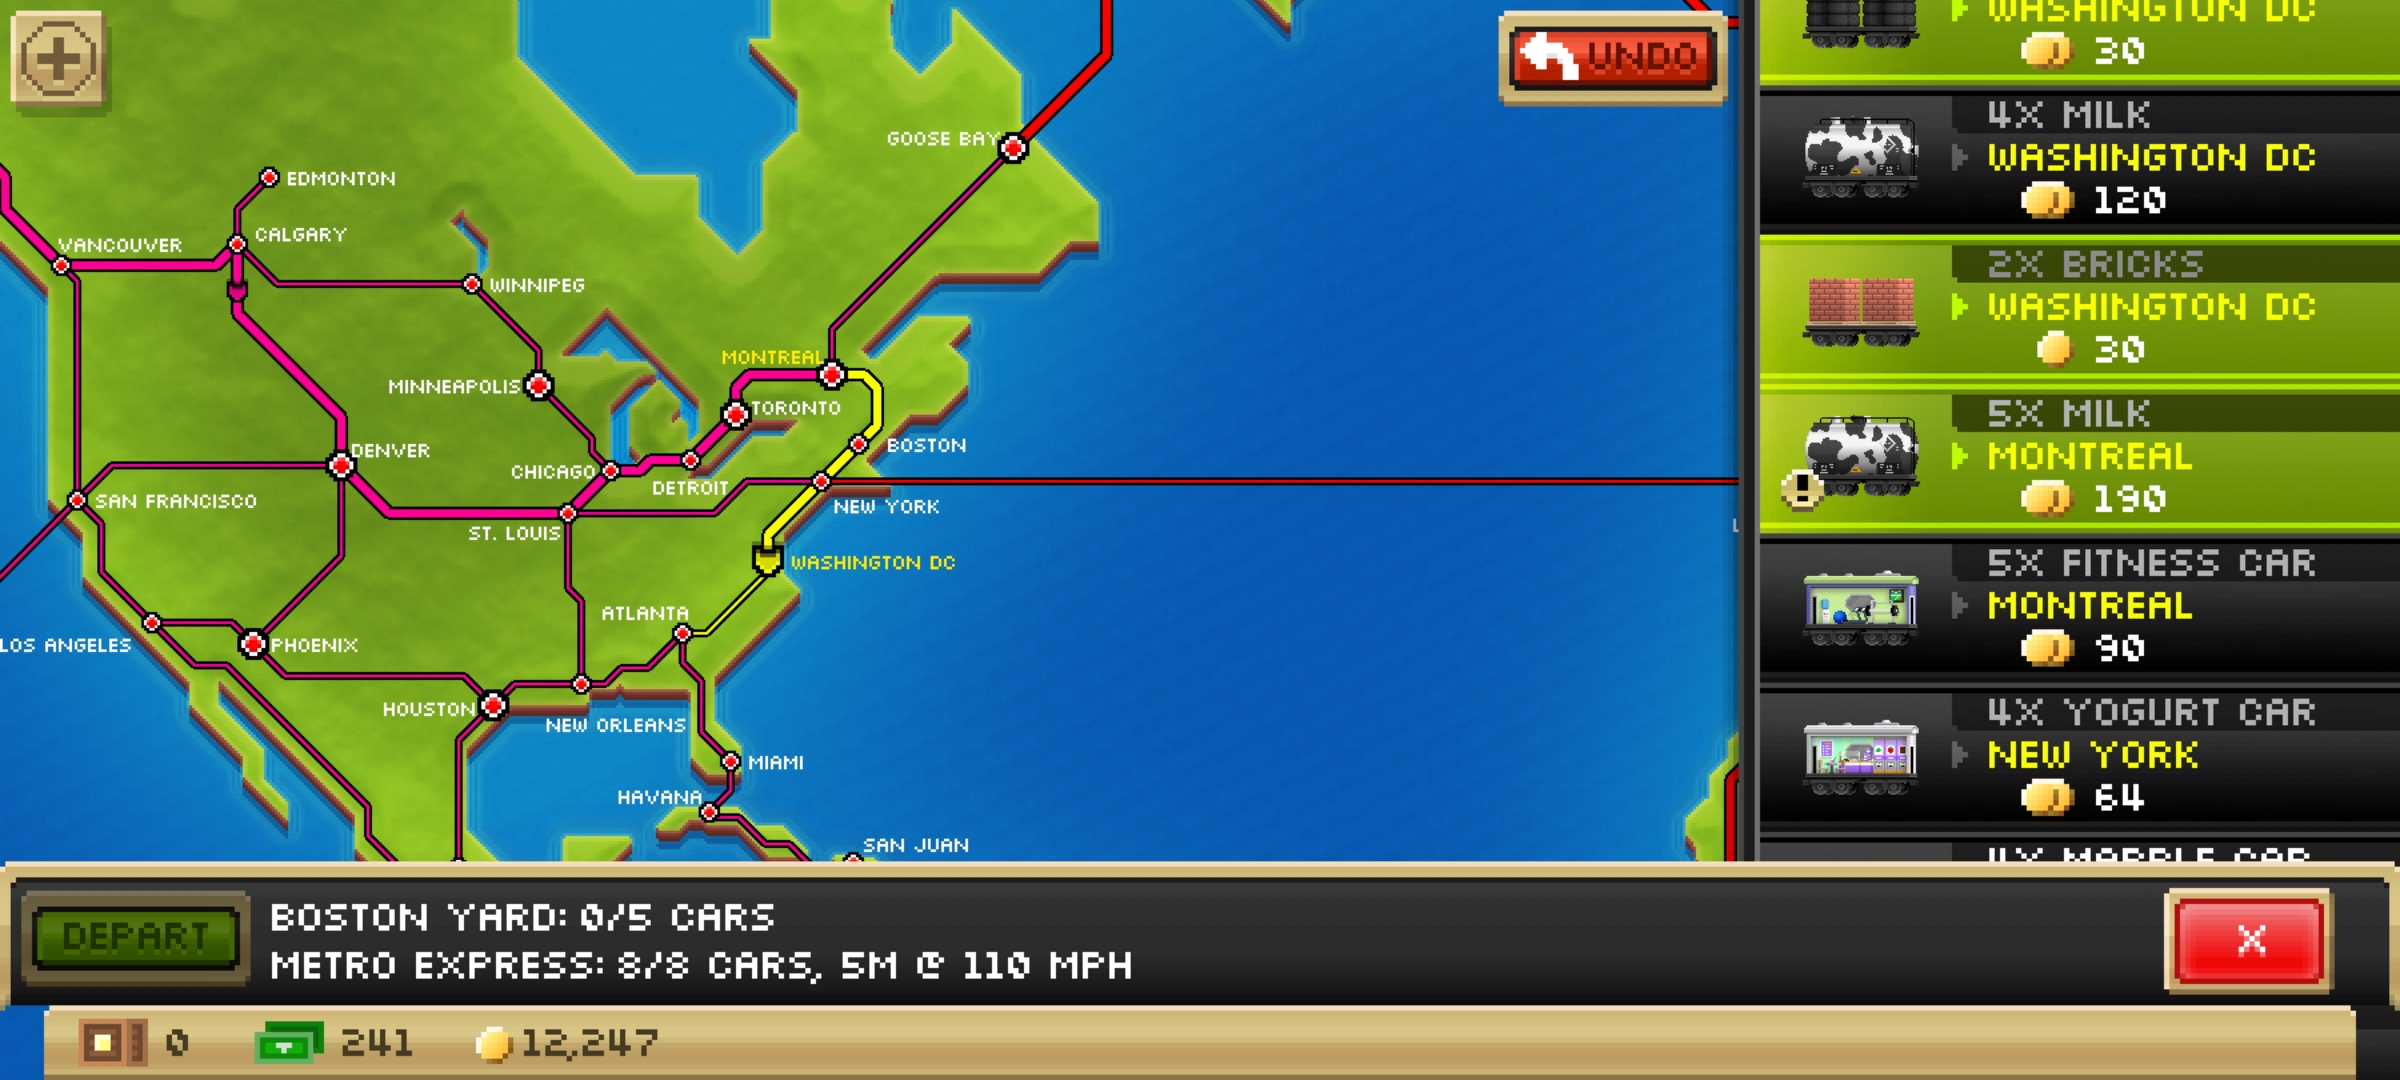 UNDO
GOOSE BAY
EDMONTON
CALGARY
VANCOUVER
WINNIPEG
MONTREAL
MINNEAPOLIS
TORONTO
BOSTON
DENVER
CHICAGO
DETROIT
SAN FRANCISCO
NEW YORK
ST. LOUIS
WASHINGTON DC
ATLANTA
LOS ANGELES
PHOENIX
HOUSTON
NEW ORLEANS
MIAMI
HAVANA
SAN JUAN
WASHINGTON DC
30
4X MILK
WASHINGTON DC
120
2X BRICKS
WASHINGTON DC
30
5X MILK
MONTREAL
190
5X FITNESS CAR
MONTREAL
90
4X YOGURT CAR
NEW YORK
64
4X MARBLE CAR
DEPART
BOSTON YARD: 0/5 CARS
METRO EXPRESS: 8/8 CARS, 5M @ 110 MPH
X
0
241
12,247